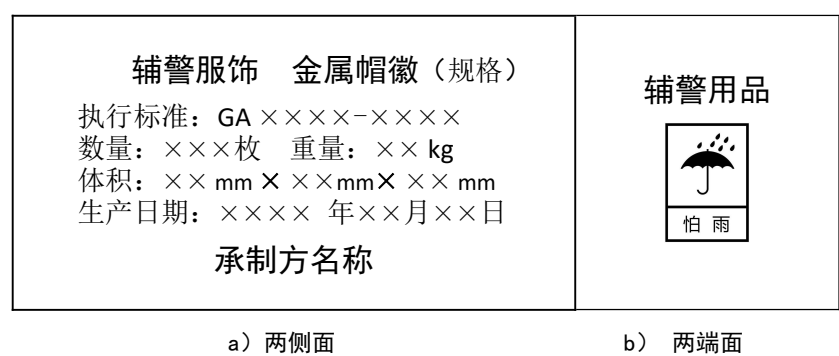 辅警服饰 金属帽徽（规格）
执行标准：GA ××××-××××
数量：×××枚 重量：×× kg
体积：×× mm × ××mm× ×× mm
生产日期：×××× 年××月××日
承制方名称
辅警用品
怕 雨
a）两侧面
b） 两端面